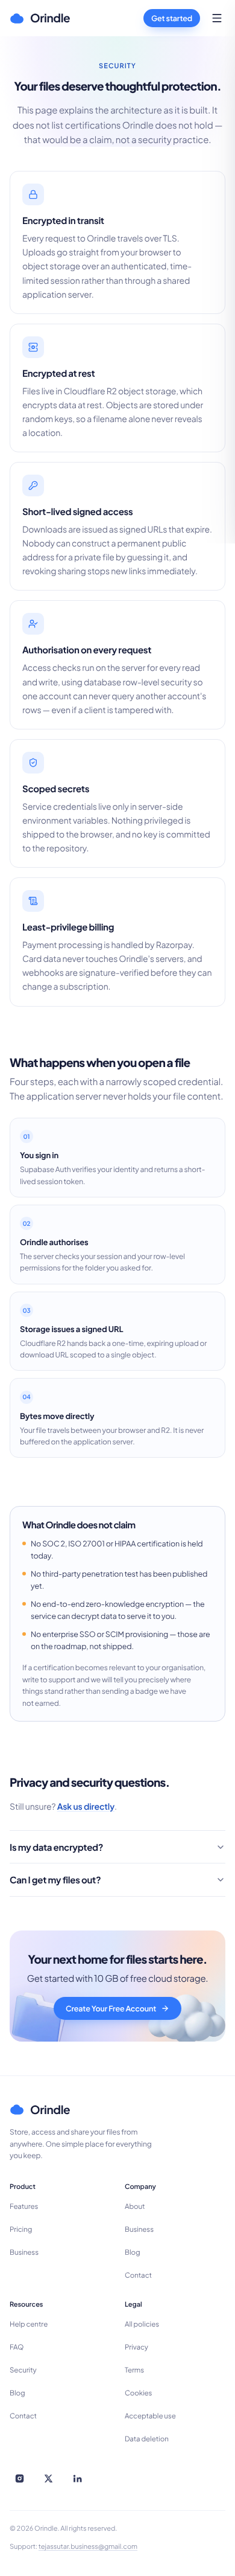 Orindle
Get started
SECURITY
Your files deserve thoughtful protection.
This page explains the architecture as it is built. It
does not list certifications Orindle does not hold —
that would be a claim, not a security practice.
Encrypted in transit
Every request to Orindle travels over TLS.
Uploads go straight from your browser to
object storage over an authenticated, time-
limited session rather than through a shared
application server.
Encrypted at rest
Files live in Cloudflare R2 object storage, which
encrypts data at rest. Objects are stored under
random keys, so a filename alone never reveals
a location.
Short-lived signed access
Downloads are issued as signed URLs that expire.
Nobody can construct a permanent public
address for a private file by guessing it, and
revoking sharing stops new links immediately.
Authorisation on every request
Access checks run on the server for every read
and write, using database row-level security so
one account can never query another account's
rows — even if a client is tampered with.
Scoped secrets
Service credentials live only in server-side
environment variables. Nothing privileged is
shipped to the browser, and no key is committed
to the repository.
Least-privilege billing
Payment processing is handled by Razorpay.
Card data never touches Orindle's servers, and
webhooks are signature-verified before they can
change a subscription.
What happens when you open a file
Four steps, each with a narrowly scoped credential.
The application server never holds your file content.
01
You sign in
Supabase Auth verifies your identity and returns a short-
lived session token.
02
Orindle authorises
The server checks your session and your row-level
permissions for the folder you asked for.
03
Storage issues a signed URL
Cloudflare R2 hands back a one-time, expiring upload or
download URL scoped to a single object.
04
Bytes move directly
Your file travels between your browser and R2. It is never
buffered on the application server.
What Orindle does not claim
No SOC 2, ISO 27001 or HIPAA certification is held
today.
No third-party penetration test has been published
yet.
No end-to-end zero-knowledge encryption — the
service can decrypt data to serve it to you.
No enterprise SSO or SCIM provisioning — those are
on the roadmap, not shipped.
If a certification becomes relevant to your organisation,
write to support and we will tell you precisely where
things stand rather than sending a badge we have
not earned.
Privacy and security questions.
Still unsure? Ask us directly.
Is my data encrypted?
Can I get my files out?
Your next home for files starts here.
Get started with 10 GB of free cloud storage.
Create Your Free Account
Orindle
Store, access and share your files from
anywhere. One simple place for everything
you keep.
Product
Company
Features
About
Pricing
Business
Business
Blog
Contact
Resources
Legal
Help centre
All policies
FAQ
Privacy
Security
Terms
Blog
Cookies
Contact
Acceptable use
Data deletion
© 2026 Orindle. All rights reserved.
Support: tejassutar.business@gmail.com